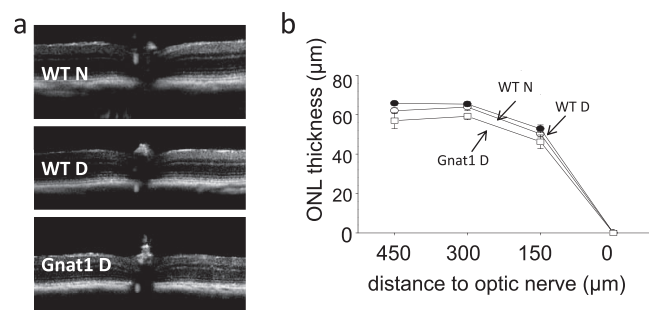 a
WT N
WT D
Gnat1 D
b
ONL thickness (μm)
80
60
40
20
0
WT N
WT D
Gnat1 D
450 300 150 0
distance to optic nerve (μm)